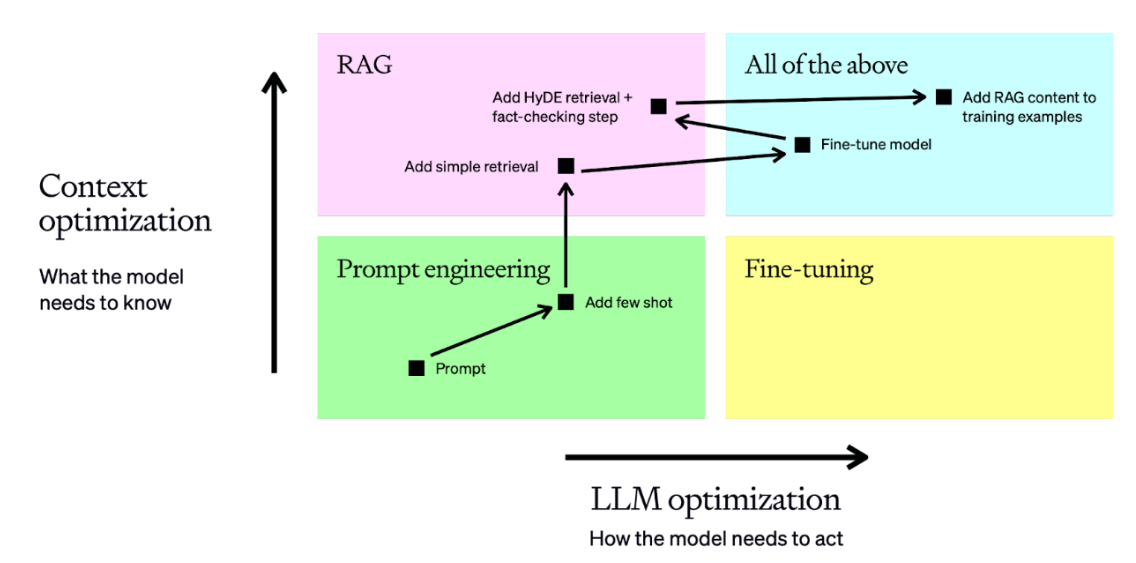 RAG
Add HyDE retrieval +
fact-checking step
Add simple retrieval
All of the above
Add RAG content to
training examples
Fine-tune model
Context
optimization
What the model
needs to know
Prompt engineering
Add few shot
Prompt
Fine-tuning
LLM optimization
How the model needs to act